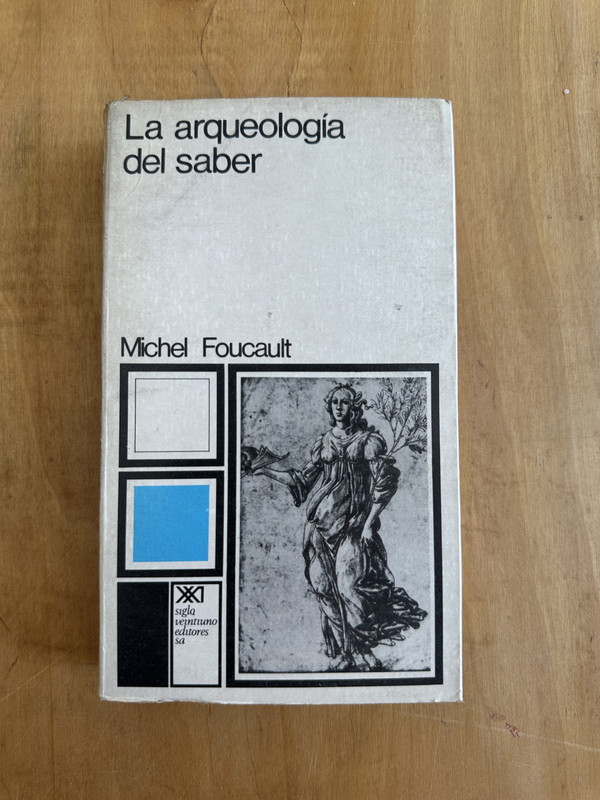 La arqueología
del saber
Michel Foucault
siglo
veintiuno
editores
sa